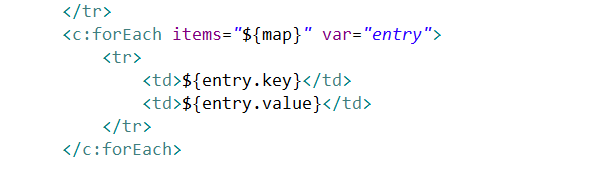 </tr>
<c:forEach items="${map}" var="entry">
<tr>
<td>${entry.key}</td>
<td>${entry.value}</td>
</tr>
</c:forEach>